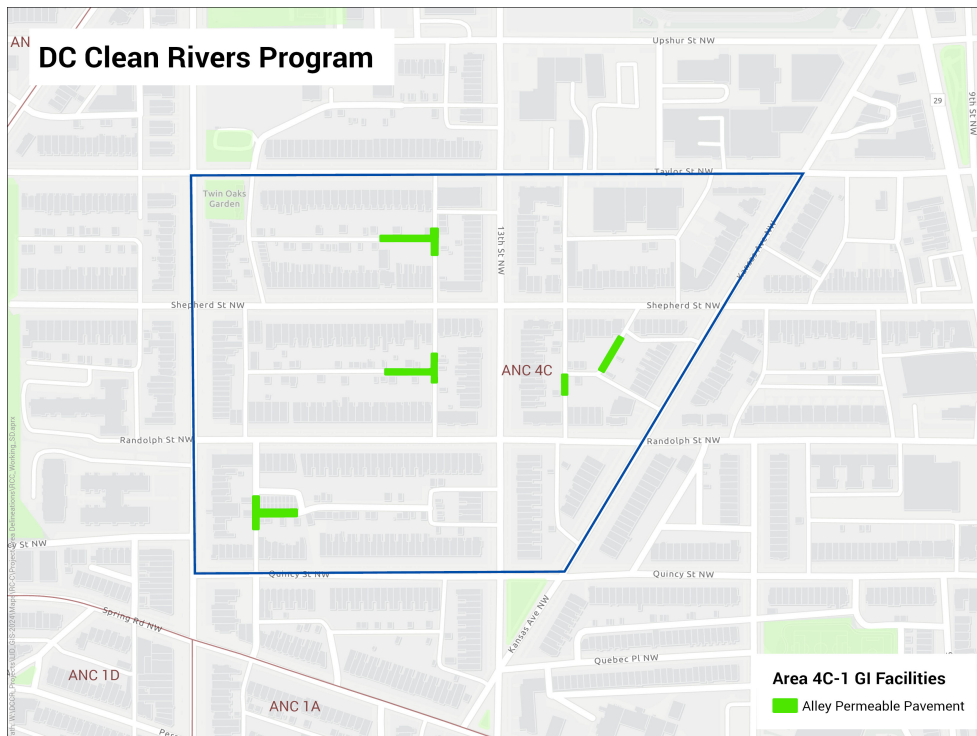 Upshur St NW
AN
DC Clean Rivers Program
29
9th St NW
Taylor St NW
Twin Oaks
Garden
13th St NW
Kansas Ave NW
Shepherd St NW
Shepherd St NW
ANC 4C
Randolph St NW
Randolph St NW
ey St NW
Quincy St NW
Quincy St NW
Spring Rd NW
Kansas Ave NW
Quebec Pl NW
ANC 1D
ANC 1A
Area 4C-1 GI Facilities
Alley Permeable Pavement